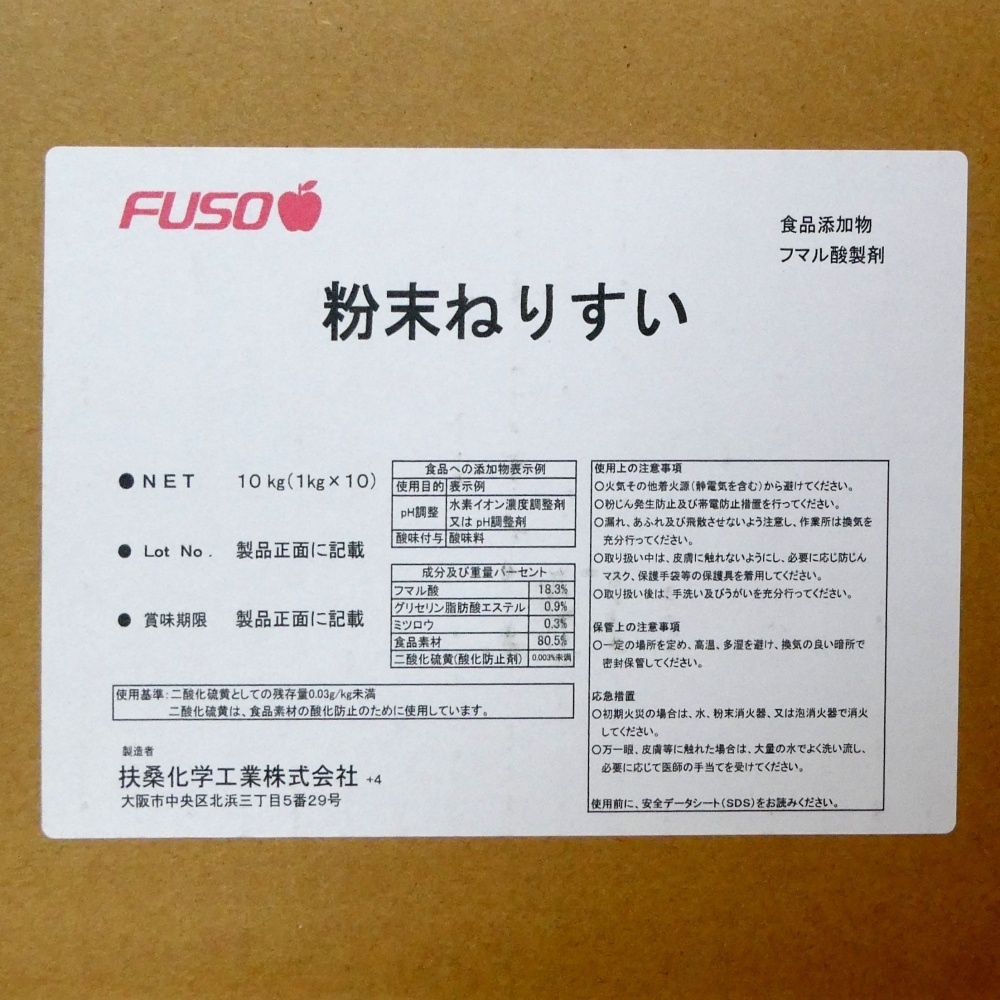 FUSO
食品添加物
フマル酸製剤
粉末ねりすい
●NET 10kg(1kg×10)
● Lot No. 製品正面に記載
● 賞味期限 製品正面に記載
食品への添加物表示例
使用目的 表示例
pH調整 水素イオン濃度調整剤
又は pH調整剤
酸味付与 酸味料
成分及び重量パーセント
フマル酸 18.3%
グリセリン脂肪酸エステル 0.9%
ミツロウ 0.3%
食品素材 80.5%
二酸化硫黄(酸化防止剤) 0.003%未満
使用基準:二酸化硫黄としての残存量0.03g/kg未満
二酸化硫黄は、食品素材の酸化防止のために使用しています。
製造者
扶桑化学工業株式会社 +4
大阪市中央区北浜三丁目5番29号
使用上の注意事項
○火気その他着火源(静電気を含む)から避けてください。
○粉じん発生防止及び帯電防止措置を行ってください。
○漏れ、あふれ及び飛散させないよう注意し、作業所は換気を
充分行ってください。
○取り扱い中は、皮膚に触れないようにし、必要に応じ防じん
マスク、保護手袋等の保護具を着用してください。
○取り扱い後は、手洗い及びうがいを充分行ってください。
保管上の注意事項
○一定の場所を定め、高温、多湿を避け、換気の良い暗所で
密封保管してください。
応急措置
○初期火災の場合は、水、粉末消火器、又は泡消火器で消火
してください。
○万一眼、皮膚等に触れた場合は、大量の水でよく洗い流し、
必要に応じて医師の手当てを受けてください。
使用前に、安全データシート(SDS)をお読みください。